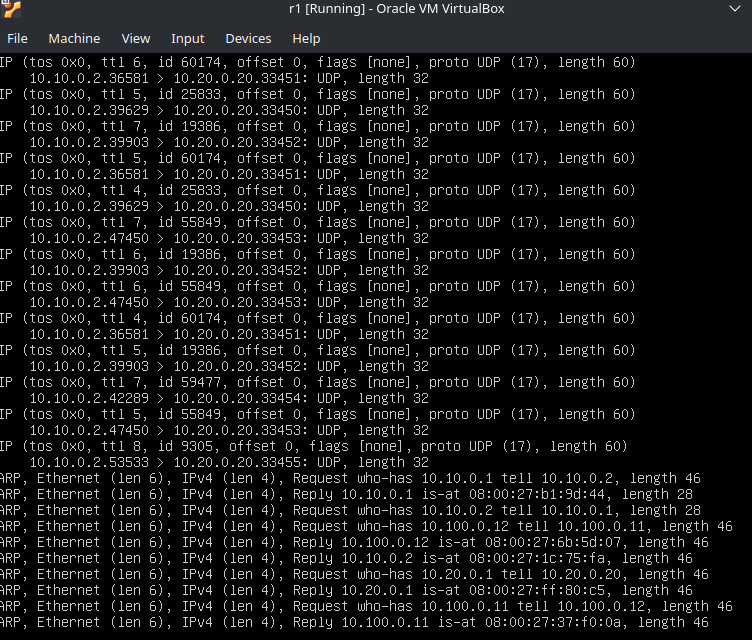 r1 [Running] - Oracle VM VirtualBox
File Machine View Input Devices Help
IP (tos 0x0, ttl 6, id 60174, offset 0, flags [none], proto UDP (17), length 60)
10.10.0.2.36581 > 10.20.0.20.33451: UDP, length 32
IP (tos 0x0, ttl 5, id 25833, offset 0, flags [none], proto UDP (17), length 60)
10.10.0.2.39629 > 10.20.0.20.33450: UDP, length 32
IP (tos 0x0, ttl 7, id 19386, offset 0, flags [none], proto UDP (17), length 60)
10.10.0.2.39903 > 10.20.0.20.33452: UDP, length 32
IP (tos 0x0, ttl 5, id 60174, offset 0, flags [none], proto UDP (17), length 60)
10.10.0.2.36581 > 10.20.0.20.33451: UDP, length 32
IP (tos 0x0, ttl 4, id 25833, offset 0, flags [none], proto UDP (17), length 60)
10.10.0.2.39629 > 10.20.0.20.33450: UDP, length 32
IP (tos 0x0, ttl 7, id 55849, offset 0, flags [none], proto UDP (17), length 60)
10.10.0.2.47450 > 10.20.0.20.33453: UDP, length 32
IP (tos 0x0, ttl 6, id 19386, offset 0, flags [none], proto UDP (17), length 60)
10.10.0.2.39903 > 10.20.0.20.33452: UDP, length 32
IP (tos 0x0, ttl 6, id 55849, offset 0, flags [none], proto UDP (17), length 60)
10.10.0.2.47450 > 10.20.0.20.33453: UDP, length 32
IP (tos 0x0, ttl 4, id 60174, offset 0, flags [none], proto UDP (17), length 60)
10.10.0.2.36581 > 10.20.0.20.33451: UDP, length 32
IP (tos 0x0, ttl 5, id 19386, offset 0, flags [none], proto UDP (17), length 60)
10.10.0.2.39903 > 10.20.0.20.33452: UDP, length 32
IP (tos 0x0, ttl 7, id 59477, offset 0, flags [none], proto UDP (17), length 60)
10.10.0.2.42289 > 10.20.0.20.33454: UDP, length 32
IP (tos 0x0, ttl 5, id 55849, offset 0, flags [none], proto UDP (17), length 60)
10.10.0.2.47450 > 10.20.0.20.33453: UDP, length 32
IP (tos 0x0, ttl 8, id 9305, offset 0, flags [none], proto UDP (17), length 60)
10.10.0.2.53533 > 10.20.0.20.33455: UDP, length 32
ARP, Ethernet (len 6), IPv4 (len 4), Request who-has 10.10.0.1 tell 10.10.0.2, length 46
ARP, Ethernet (len 6), IPv4 (len 4), Reply 10.10.0.1 is-at 08:00:27:b1:9d:44, length 28
ARP, Ethernet (len 6), IPv4 (len 4), Request who-has 10.10.0.2 tell 10.10.0.1, length 28
ARP, Ethernet (len 6), IPv4 (len 4), Request who-has 10.100.0.12 tell 10.100.0.11, length 46
ARP, Ethernet (len 6), IPv4 (len 4), Reply 10.100.0.12 is-at 08:00:27:6b:5d:07, length 46
ARP, Ethernet (len 6), IPv4 (len 4), Reply 10.10.0.2 is-at 08:00:27:1c:75:fa, length 46
ARP, Ethernet (len 6), IPv4 (len 4), Request who-has 10.20.0.1 tell 10.20.0.20, length 46
ARP, Ethernet (len 6), IPv4 (len 4), Reply 10.20.0.1 is-at 08:00:27:ff:80:c5, length 46
ARP, Ethernet (len 6), IPv4 (len 4), Request who-has 10.100.0.11 tell 10.100.0.12, length 46
ARP, Ethernet (len 6), IPv4 (len 4), Reply 10.100.0.11 is-at 08:00:27:37:f0:0a, length 46